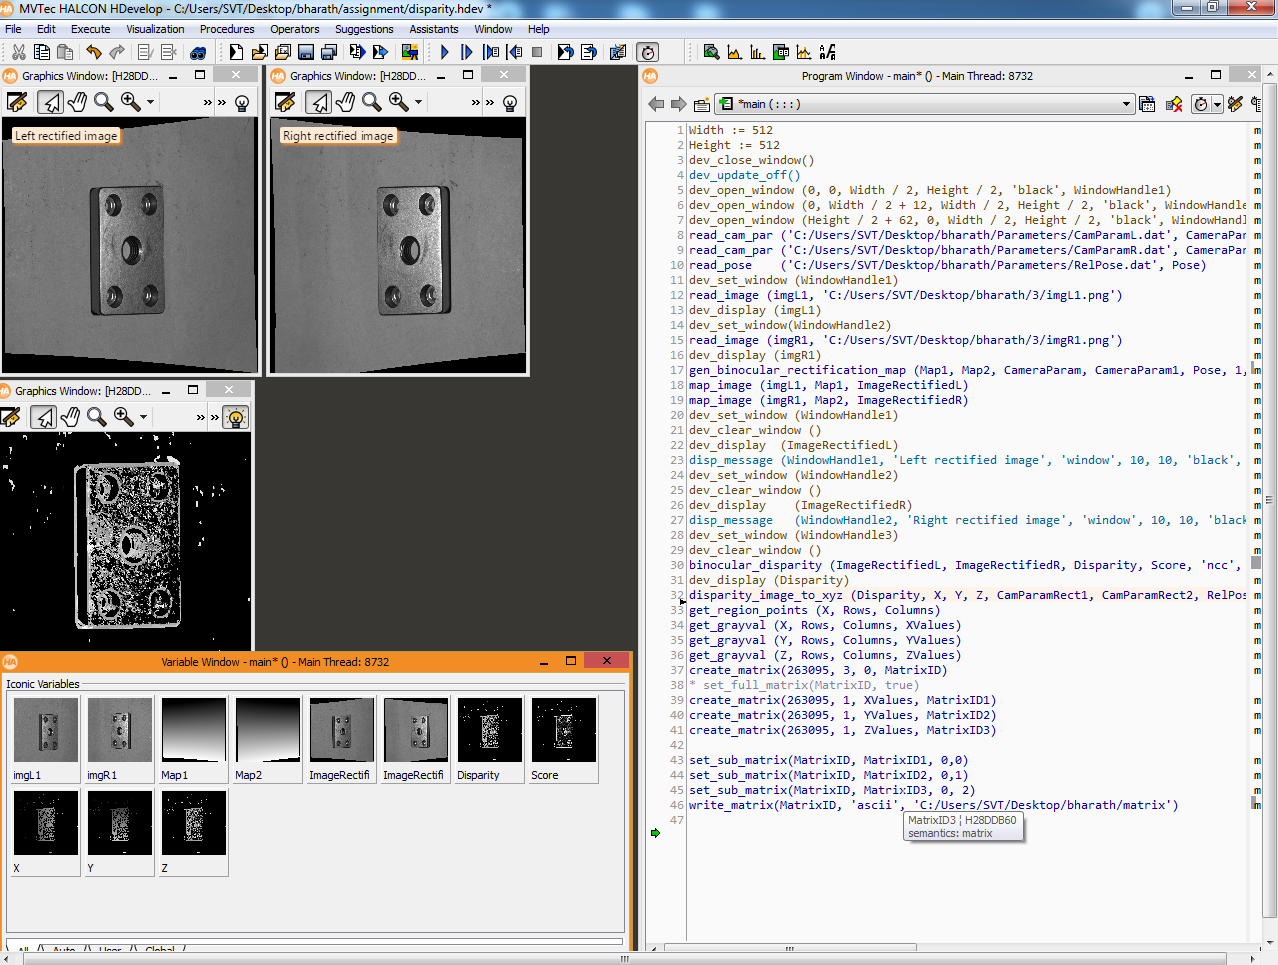 MVTec HALCON HDevelop - C:/Users/SVT/Desktop/bharath/assignment/disparity.hdev *
File Edit Execute Visualization Procedures Operators Suggestions Assistants Window Help
Graphics Window: [H28DD...
Left rectified image
Graphics Window: [H28DD...
Right rectified image
Graphics Window: [H28DD...
Variable Window - main* () - Main Thread: 8732
Iconic Variables
imgL1 imgR1 Map1 Map2 ImageRectifi ImageRectifi Disparity Score
X Y Z
All Auto User Global
Program Window - main* () - Main Thread: 8732
*main (:::)
1 Width := 512
2 Height := 512
3 dev_close_window()
4 dev_update_off()
5 dev_open_window (0, 0, Width / 2, Height / 2, 'black', WindowHandle1)
6 dev_open_window (0, Width / 2 + 12, Width / 2, Height / 2, 'black', WindowHandle
7 dev_open_window (Height / 2 + 62, 0, Width / 2, Height / 2, 'black', WindowHandl
8 read_cam_par ('C:/Users/SVT/Desktop/bharath/Parameters/CamParamL.dat', CameraPar
9 read_cam_par ('C:/Users/SVT/Desktop/bharath/Parameters/CamParamR.dat', CameraPar
10 read_pose ('C:/Users/SVT/Desktop/bharath/Parameters/RelPose.dat', Pose)
11 dev_set_window (WindowHandle1)
12 read_image (imgL1, 'C:/Users/SVT/Desktop/bharath/3/imgL1.png')
13 dev_display (imgL1)
14 dev_set_window(WindowHandle2)
15 read_image (imgR1, 'C:/Users/SVT/Desktop/bharath/3/imgR1.png')
16 dev_display (imgR1)
17 gen_binocular_rectification_map (Map1, Map2, CameraParam, CameraParam1, Pose, 1,
18 map_image (imgL1, Map1, ImageRectifiedL)
19 map_image (imgR1, Map2, ImageRectifiedR)
20 dev_set_window (WindowHandle1)
21 dev_clear_window ()
22 dev_display (ImageRectifiedL)
23 disp_message (WindowHandle1, 'Left rectified image', 'window', 10, 10, 'black',
24 dev_set_window (WindowHandle2)
25 dev_clear_window ()
26 dev_display (ImageRectifiedR)
27 disp_message (WindowHandle2, 'Right rectified image', 'window', 10, 10, 'black
28 dev_set_window (WindowHandle3)
29 dev_clear_window ()
30 binocular_disparity (ImageRectifiedL, ImageRectifiedR, Disparity, Score, 'ncc',
31 dev_display (Disparity)
32 disparity_image_to_xyz (Disparity, X, Y, Z, CamParamRect1, CamParamRect2, RelPos
33 get_region_points (X, Rows, Columns)
34 get_grayval (X, Rows, Columns, XValues)
35 get_grayval (Y, Rows, Columns, YValues)
36 get_grayval (Z, Rows, Columns, ZValues)
37 create_matrix(263095, 3, 0, MatrixID)
38 * set_full_matrix(MatrixID, true)
39 create_matrix(263095, 1, XValues, MatrixID1)
40 create_matrix(263095, 1, YValues, MatrixID2)
41 create_matrix(263095, 1, ZValues, MatrixID3)
42
43 set_sub_matrix(MatrixID, MatrixID1, 0,0)
44 set_sub_matrix(MatrixID, MatrixID2, 0,1)
45 set_sub_matrix(MatrixID, MatrixID3, 0, 2)
46 write_matrix(MatrixID, 'ascii', 'C:/Users/SVT/Desktop/bharath/matrix')
47
MatrixID3 ¦ H28DDB60
semantics: matrix